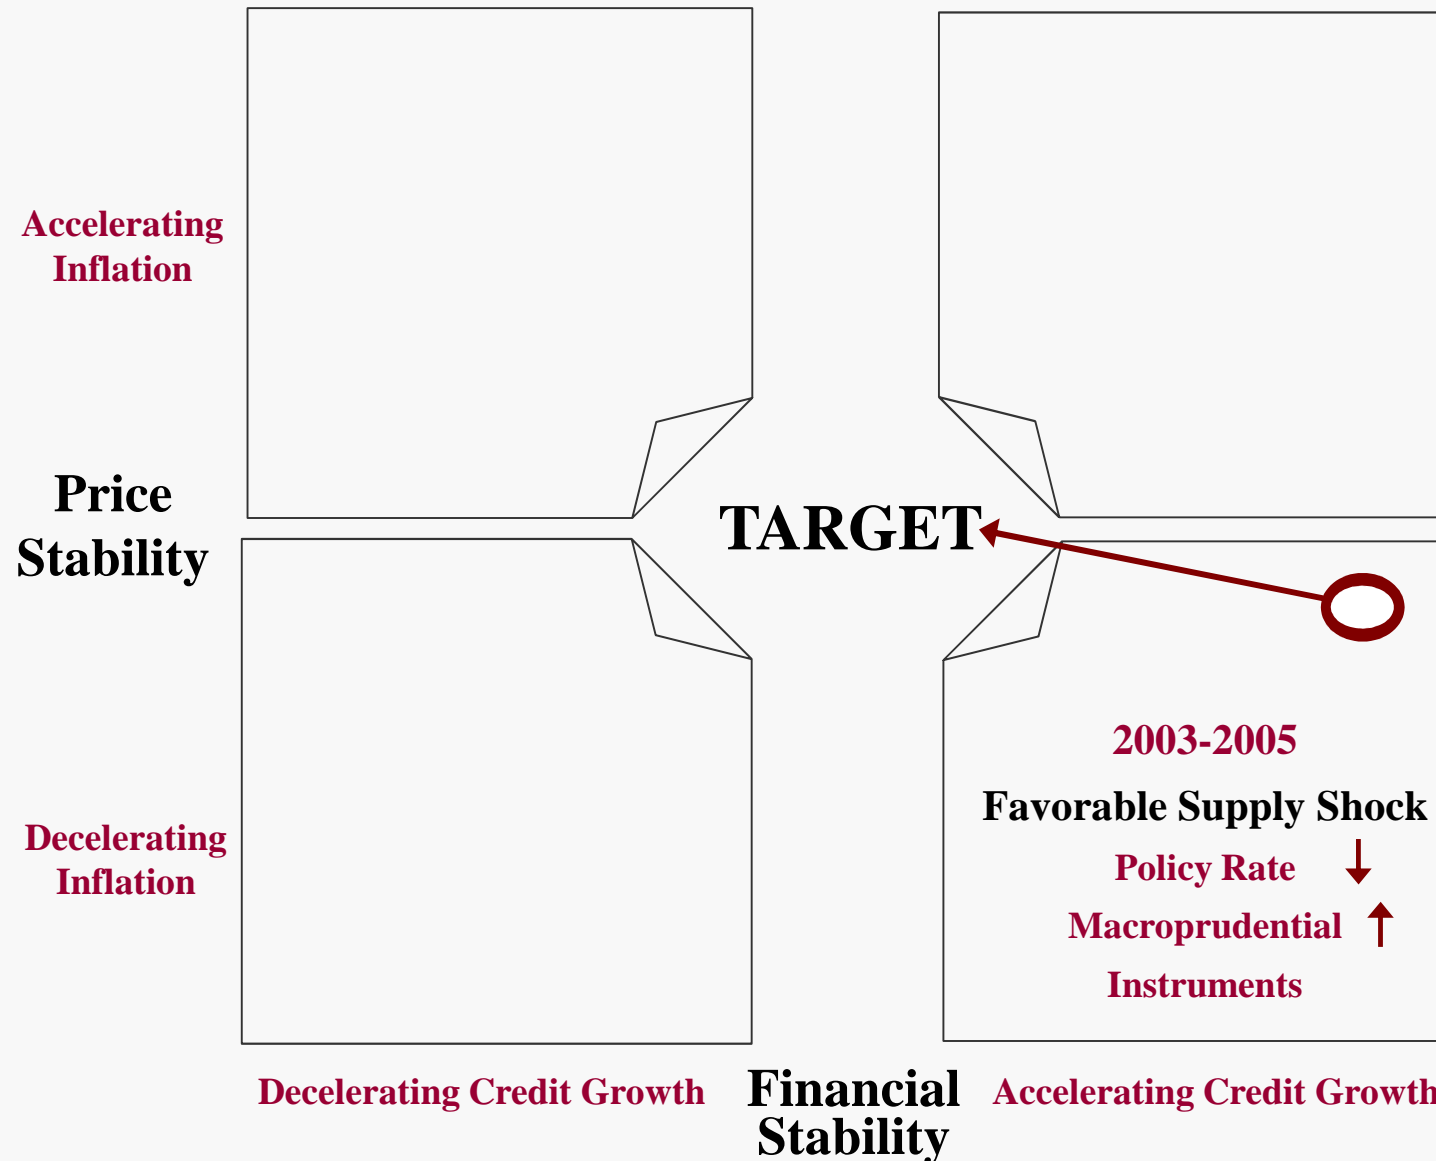 Accelerating
Inflation
Price
Stability
TARGET
2003-2005
Favorable Supply Shock
Policy Rate
Macroprudential
Instruments
Decelerating
Inflation
Decelerating Credit Growth
Financial
Stability
Accelerating Credit Growth